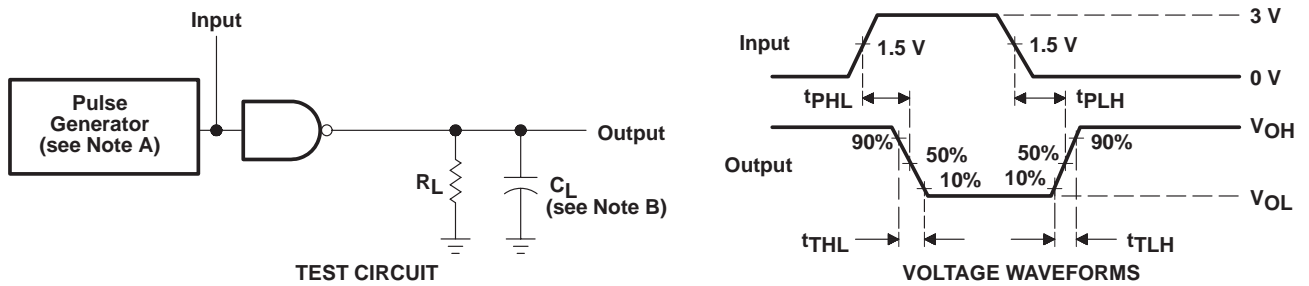 Input
Pulse
Generator
(see Note A)
Output
RL
CL
(see Note B)
TEST CIRCUIT
Input
1.5 V
1.5 V
3 V
0 V
tPHL
tPLH
Output
90%
50%
10%
50%
10%
90%
VOH
VOL
tTHL
tTLH
VOLTAGE WAVEFORMS